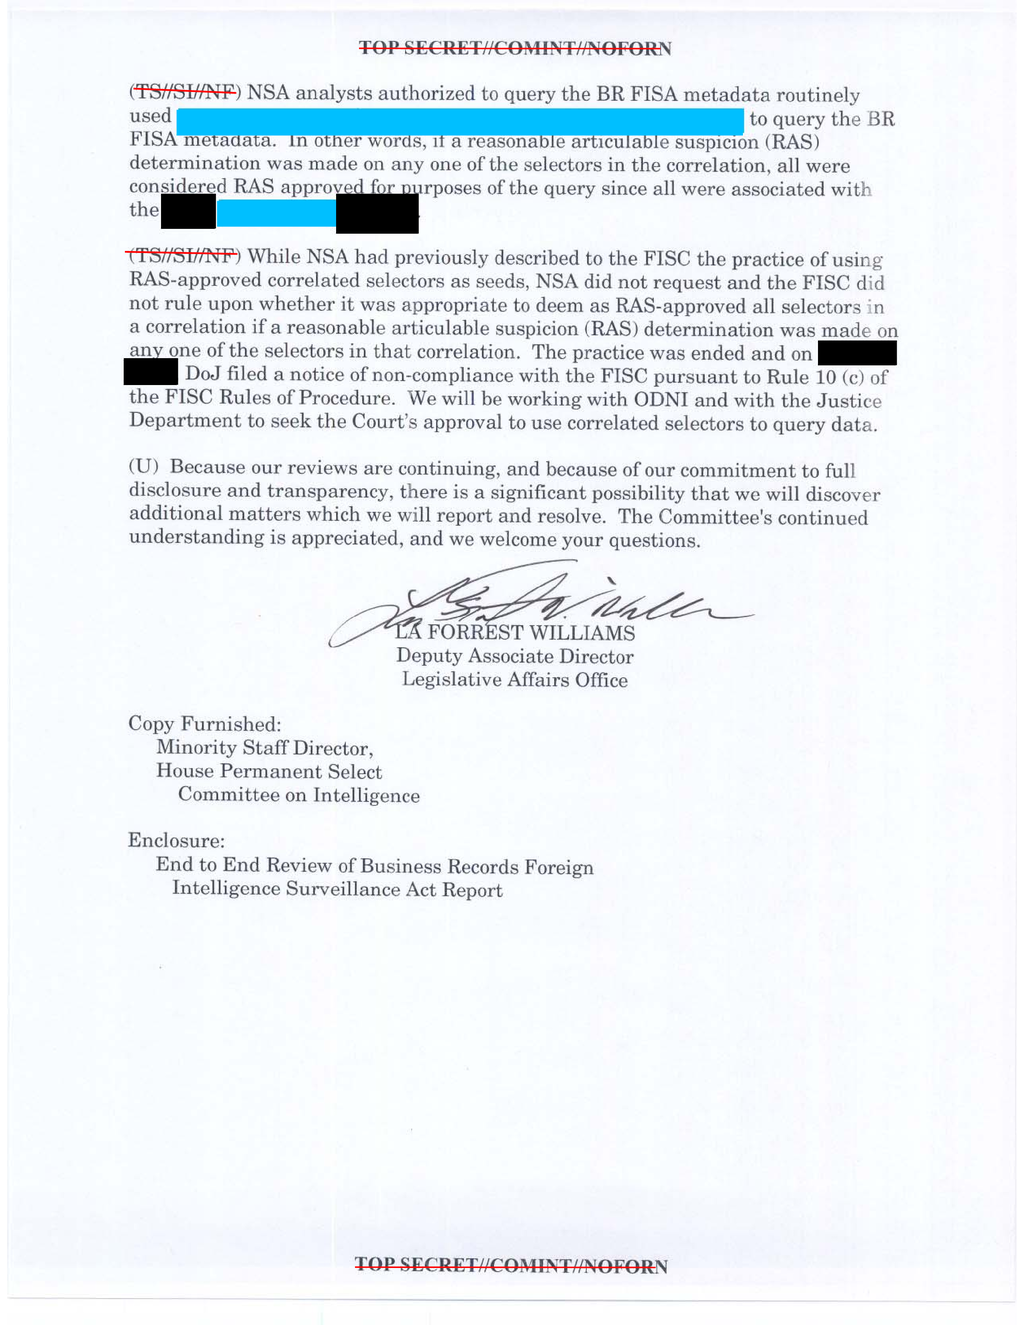 TOP SECRET//COMINT//NOFORN
(TS//SI//NF) NSA analysts authorized to query the BR FISA metadata routinely
used to query the BR
FISA metadata. In other words, if a reasonable articulable suspicion (RAS)
determination was made on any one of the selectors in the correlation, all were
considered RAS approved for purposes of the query since all were associated with
the .
(TS//SI//NF) While NSA had previously described to the FISC the practice of using
RAS-approved correlated selectors as seeds, NSA did not request and the FISC did
not rule upon whether it was appropriate to deem as RAS-approved all selectors in
a correlation if a reasonable articulable suspicion (RAS) determination was made on
any one of the selectors in that correlation. The practice was ended and on
DoJ filed a notice of non-compliance with the FISC pursuant to Rule 10 (c) of
the FISC Rules of Procedure. We will be working with ODNI and with the Justice
Department to seek the Court's approval to use correlated selectors to query data.
(U) Because our reviews are continuing, and because of our commitment to full
disclosure and transparency, there is a significant possibility that we will discover
additional matters which we will report and resolve. The Committee's continued
understanding is appreciated, and we welcome your questions.
LA FORREST WILLIAMS
Deputy Associate Director
Legislative Affairs Office
Copy Furnished:
Minority Staff Director,
House Permanent Select
Committee on Intelligence
Enclosure:
End to End Review of Business Records Foreign
Intelligence Surveillance Act Report
TOP SECRET//COMINT//NOFORN